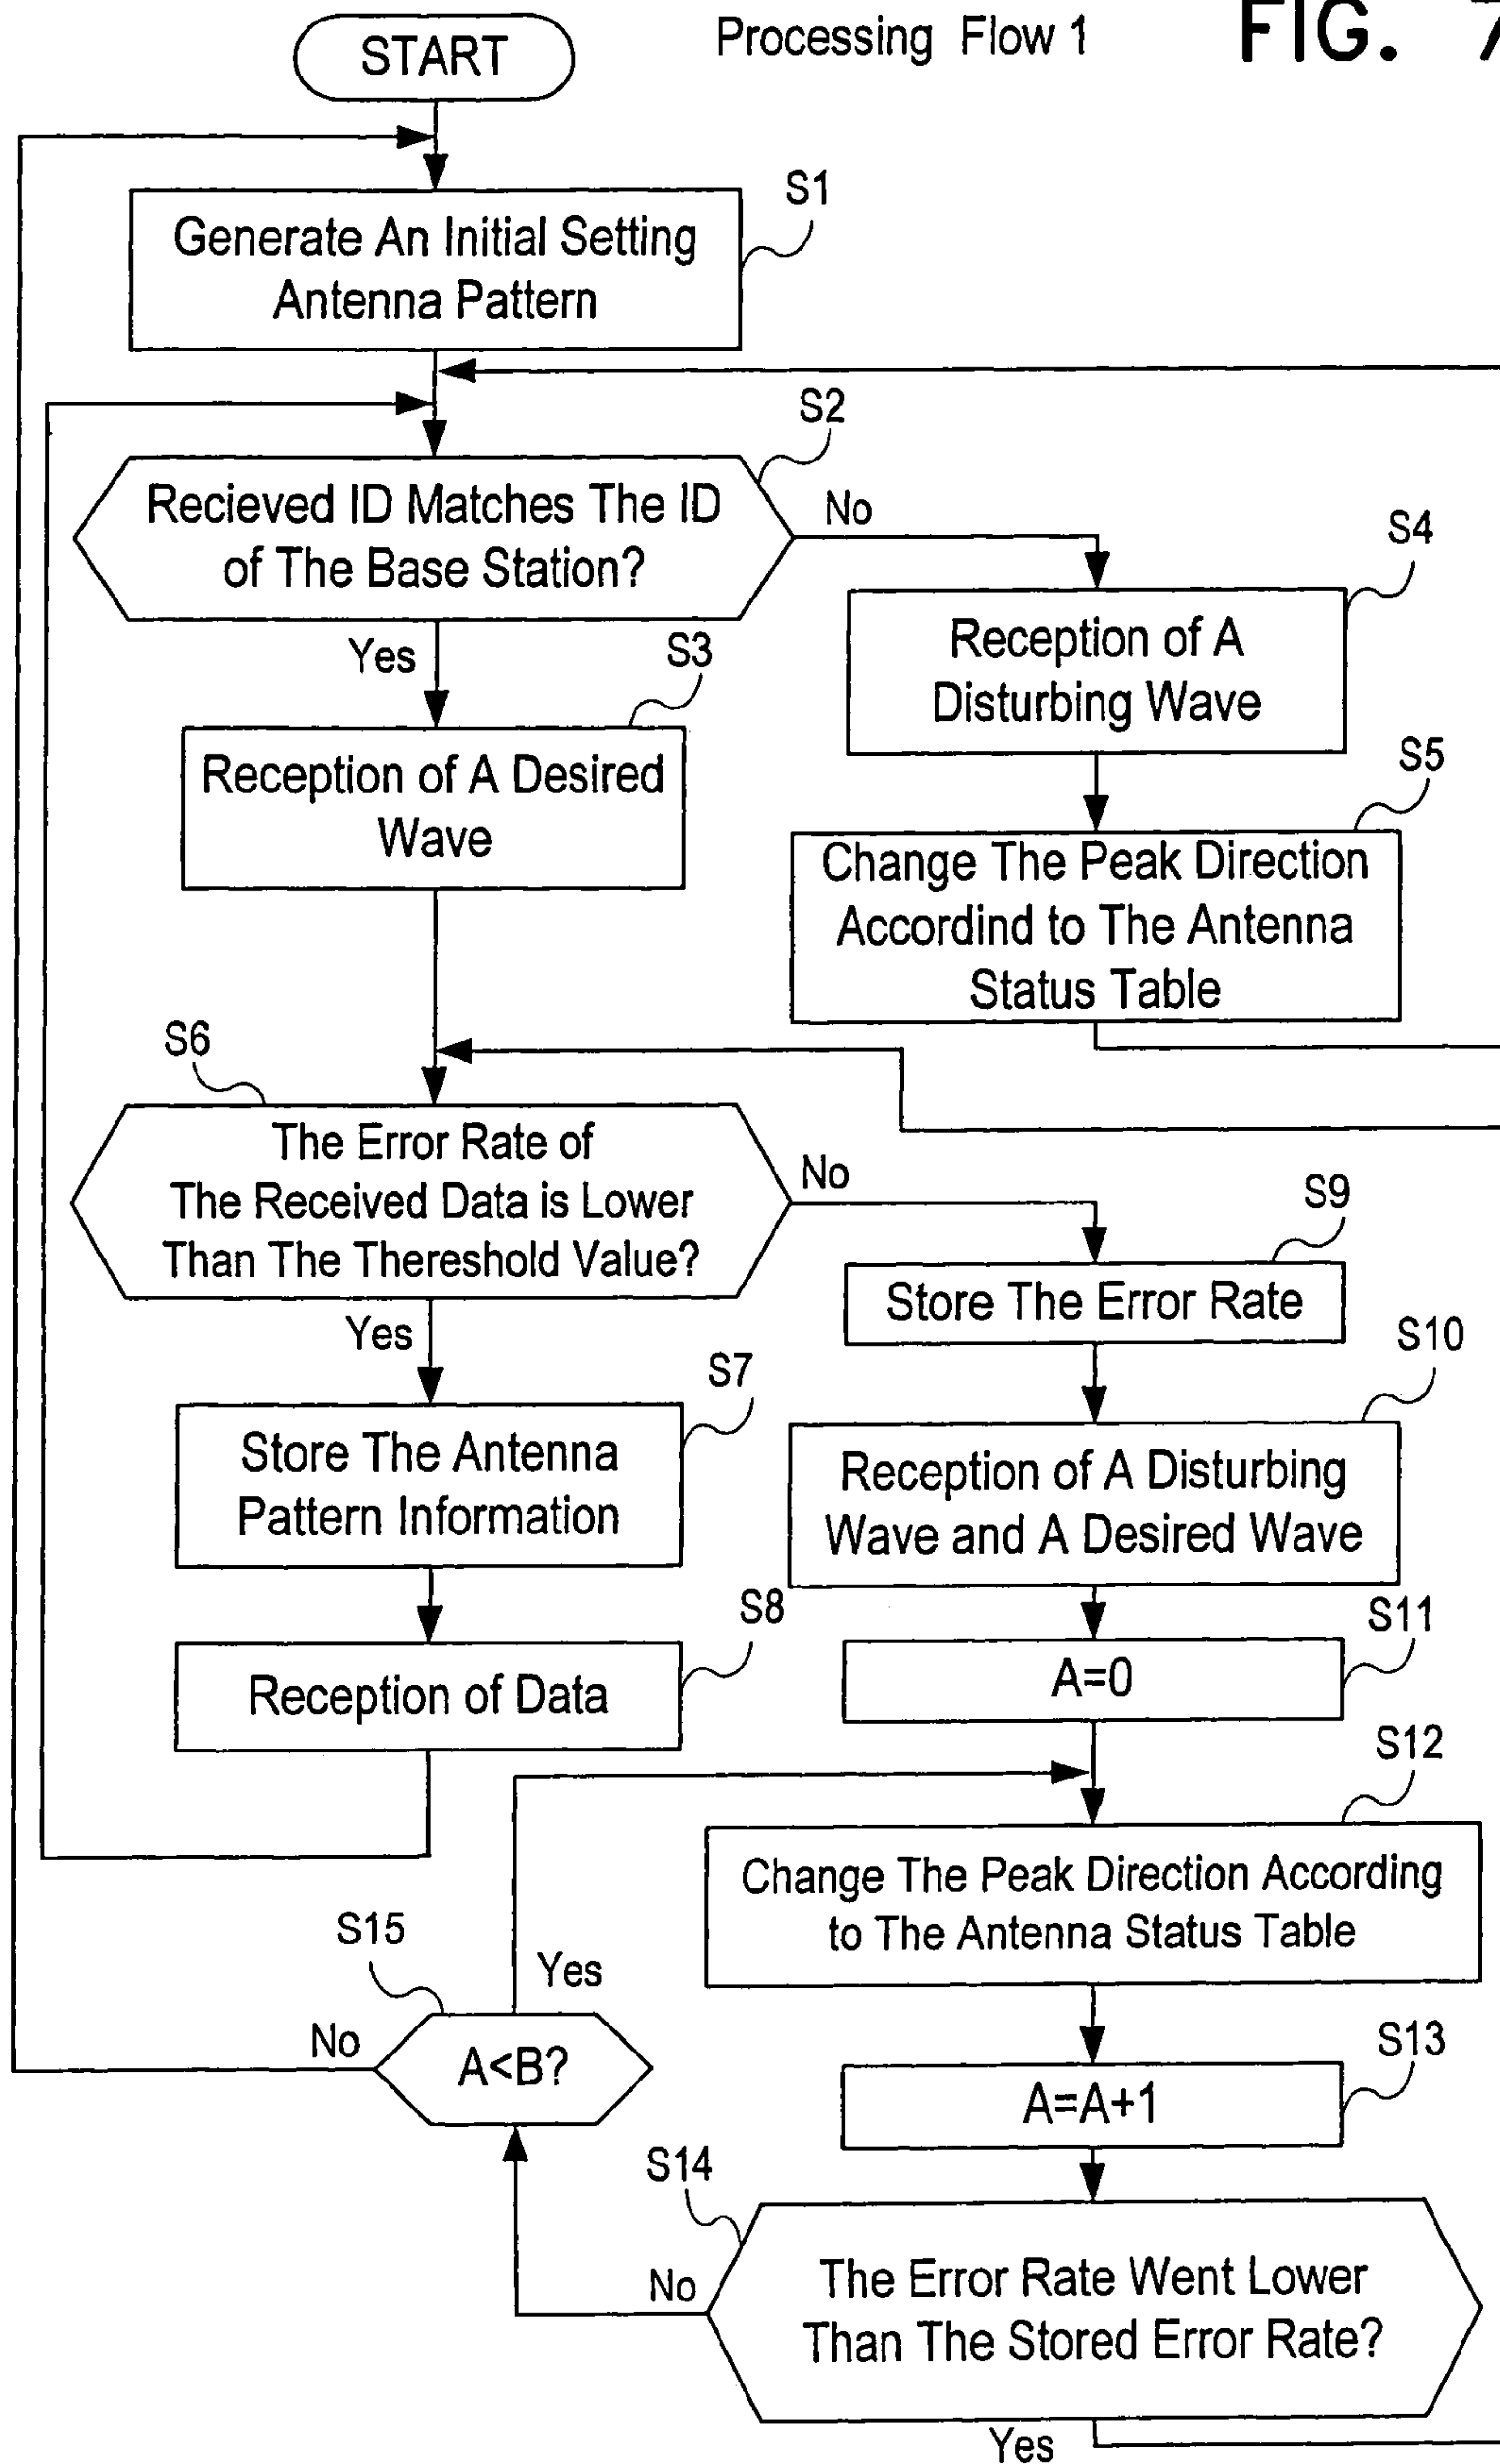 Processing Flow 1
FIG. 7
START
S1
Generate An Initial Setting
Antenna Pattern
S2
Recieved ID Matches The ID
of The Base Station?
No
Yes
S3
Reception of A Desired
Wave
S4
Reception of A
Disturbing Wave
S5
Change The Peak Direction
Accordind to The Antenna
Status Table
S6
The Error Rate of
The Received Data is Lower
Than The Thereshold Value?
No
Yes
S7
Store The Antenna
Pattern Information
S8
Reception of Data
S9
Store The Error Rate
S10
Reception of A Disturbing
Wave and A Desired Wave
S11
A=0
S12
Change The Peak Direction According
to The Antenna Status Table
S13
A=A+1
S14
The Error Rate Went Lower
Than The Stored Error Rate?
No
Yes
S15
A<B?
Yes
No